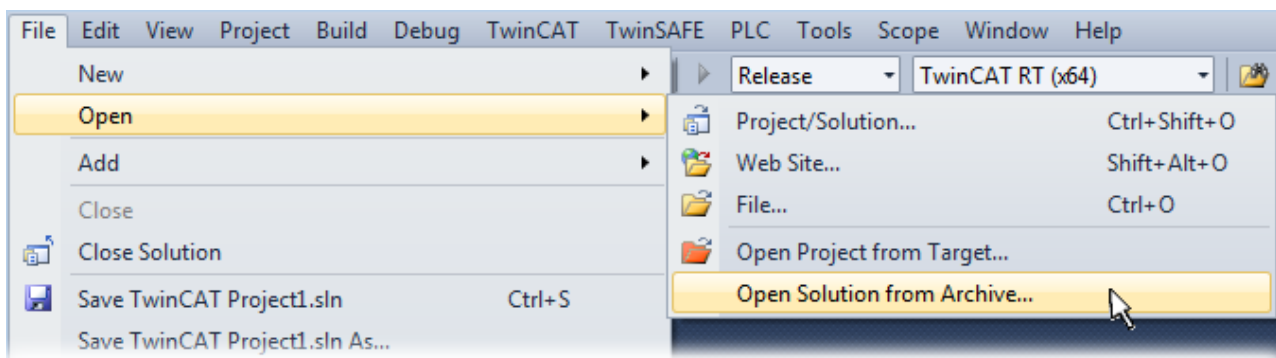 File Edit View Project Build Debug TwinCAT TwinSAFE PLC Tools Scope Window Help
New
Release TwinCAT RT (x64)
Open
Project/Solution... Ctrl+Shift+O
Add
Web Site... Shift+Alt+O
Close
File... Ctrl+O
Close Solution
Open Project from Target...
Save TwinCAT Project1.sln Ctrl+S
Open Solution from Archive...
Save TwinCAT Project1.sln As...